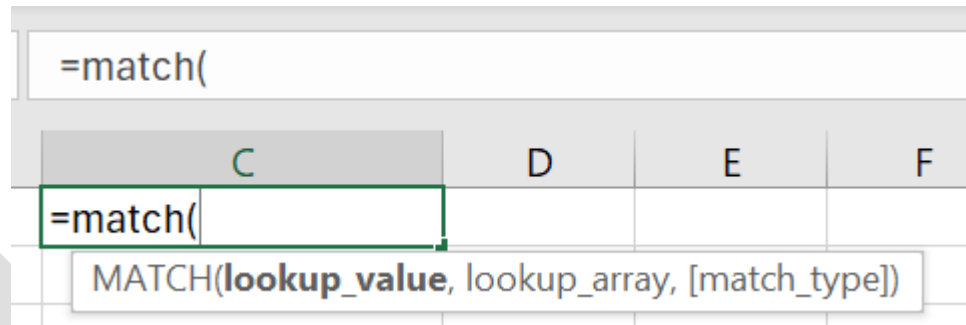 =match(
C D E F
=match(
MATCH(lookup_value, lookup_array, [match_type])